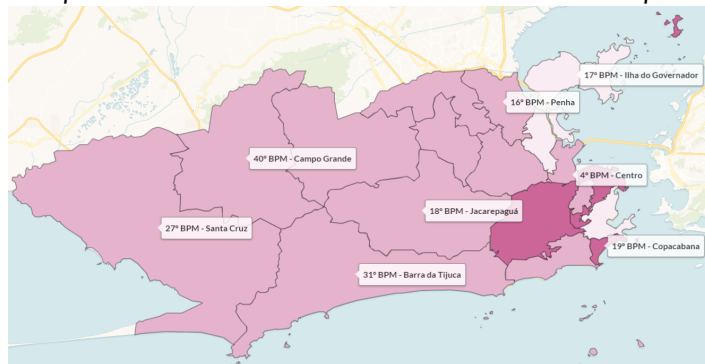 17º BPM - Ilha do Governador
16º BPM - Penha
40º BPM - Campo Grande
4º BPM - Centro
18º BPM - Jacarepaguá
27º BPM - Santa Cruz
19º BPM - Copacabana
31º BPM - Barra da Tijuca